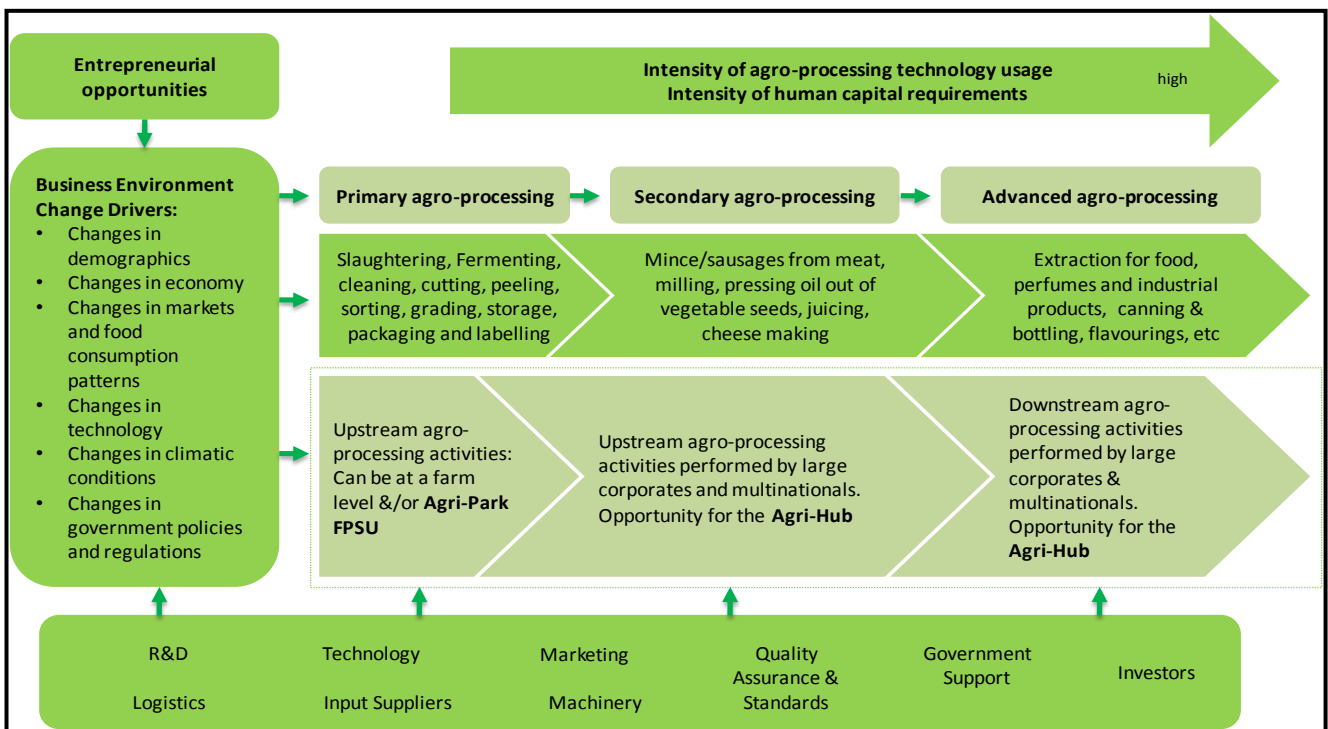 Entrepreneurial
opportunities
Intensity of agro-processing technology usage
Intensity of human capital requirements
high
Business Environment
Change Drivers:
• Changes in
demographics
• Changes in economy
• Changes in markets
and food
consumption
patterns
• Changes in
technology
• Changes in climatic
conditions
• Changes in
government policies
and regulations
Primary agro-processing
Secondary agro-processing
Advanced agro-processing
Slaughtering, Fermenting,
cleaning, cutting, peeling,
sorting, grading, storage,
packaging and labelling
Mince/sausages from meat,
milling, pressing oil out of
vegetable seeds, juicing,
cheese making
Extraction for food,
perfumes and industrial
products, canning &
bottling, flavourings, etc
Upstream agro-
processing activities:
Can be at a farm
level &/or Agri-Park
FPSU
Upstream agro-processing
activities performed by large
corporates and multinationals.
Opportunity for the Agri-Hub
Downstream agro-
processing activities
performed by large
corporates &
multinationals.
Opportunity for the
Agri-Hub
R&D
Technology
Marketing
Quality
Assurance &
Standards
Government
Support
Investors
Logistics
Input Suppliers
Machinery